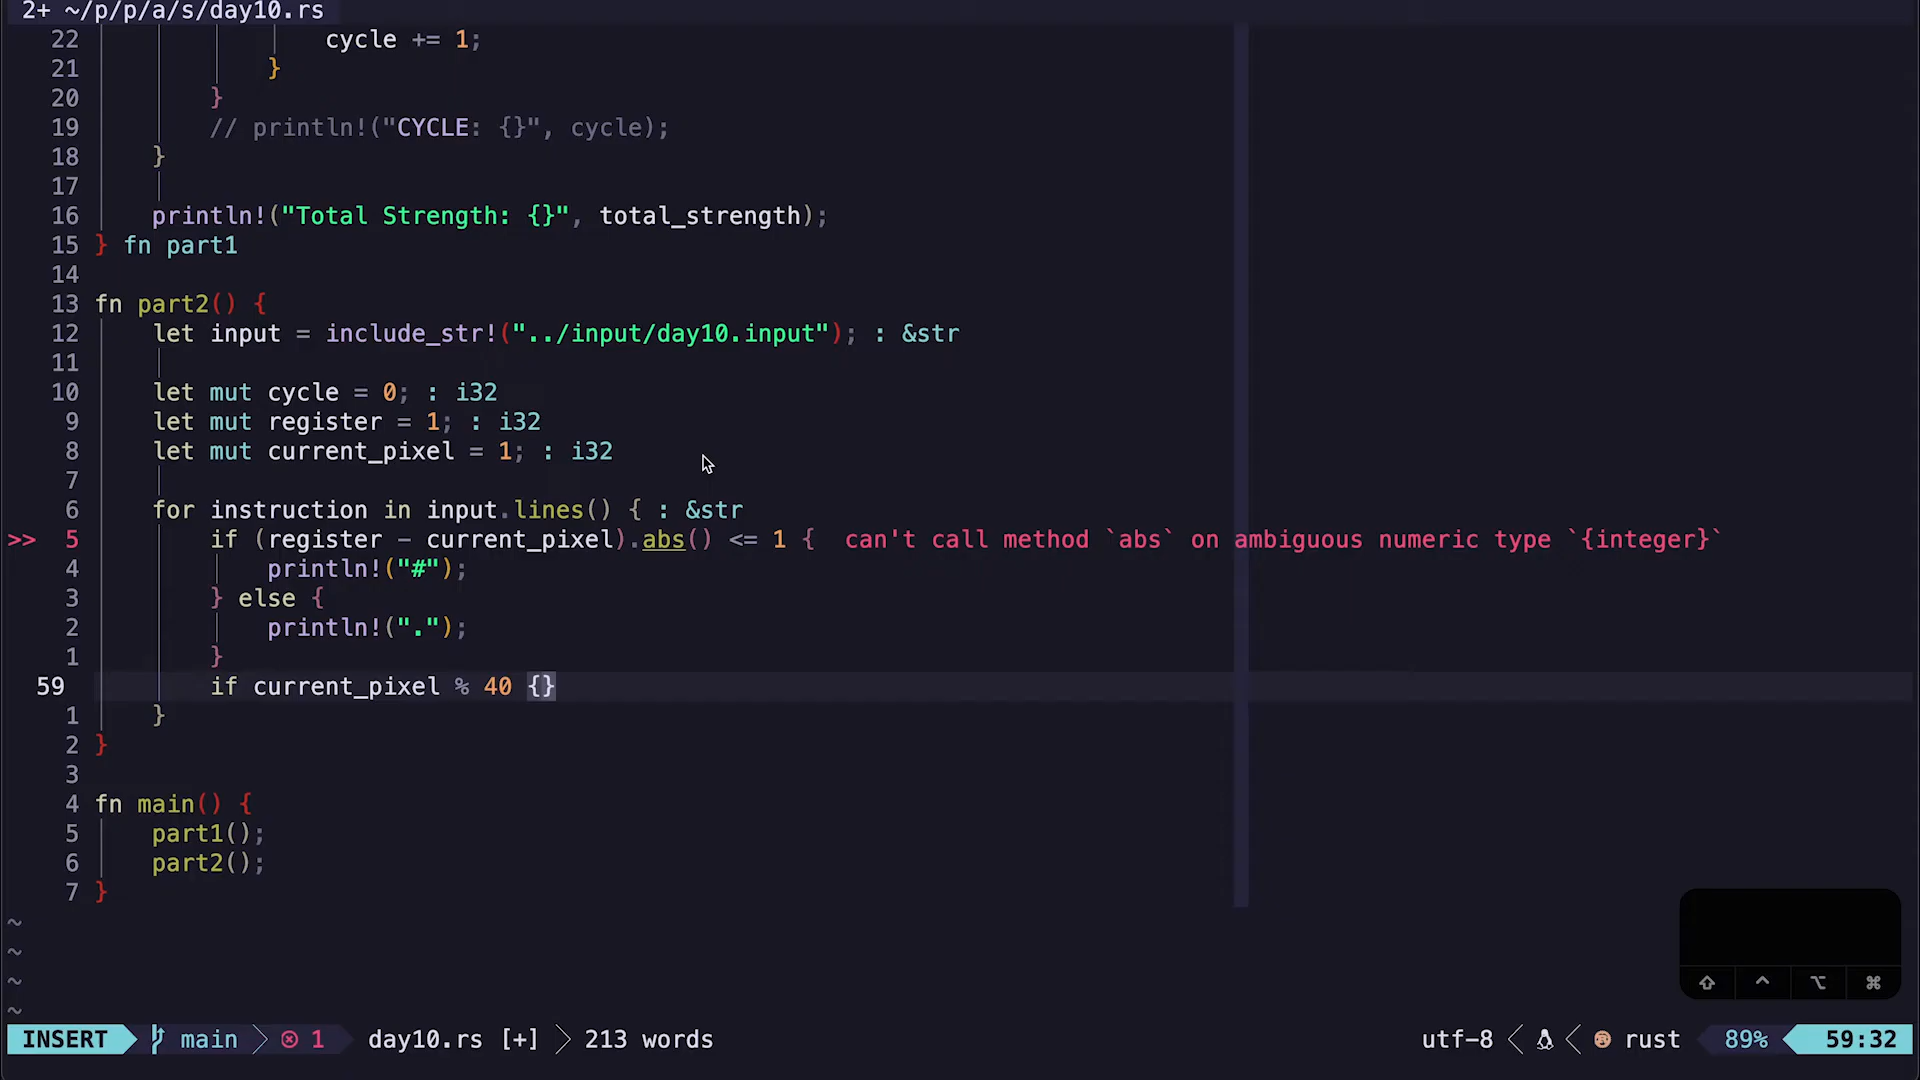 2+ ~/p/p/a/s/day10.rs
22 cycle += 1;
21 }
20 }
19 // println!("CYCLE: {}", cycle);
18 }
17
16 println!("Total Strength: {}", total_strength);
15 } fn part1
14
13 fn part2() {
12 let input = include_str!("../input/day10.input"); : &str
11
10 let mut cycle = 0; : i32
9 let mut register = 1; : i32
8 let mut current_pixel = 1; : i32
7
6 for instruction in input.lines() { : &str
>> 5 if (register - current_pixel).abs() <= 1 { can't call method `abs` on ambiguous numeric type `{integer}`
4 println!("#");
3 } else {
2 println!(".");
1 }
59 if current_pixel % 40 {}
1 }
2 }
3
4 fn main() {
5 part1();
6 part2();
7 }
~
~
~
~
INSERT main 1 day10.rs [+] 213 words utf-8 rust 89% 59:32